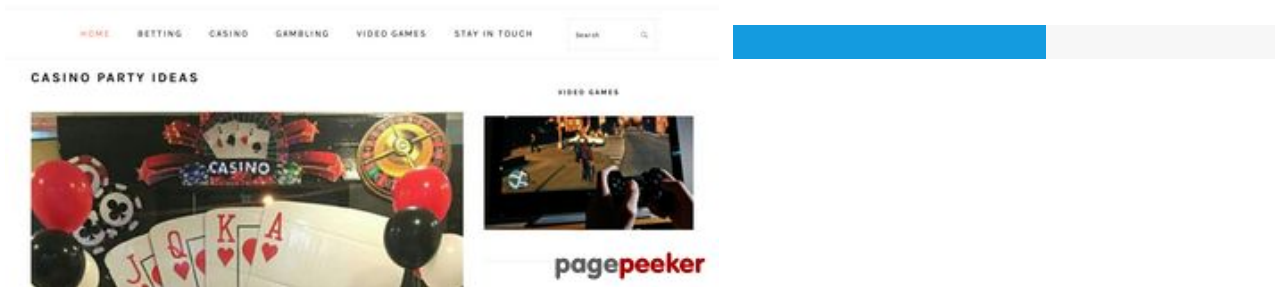 HOME BETTING CASINO GAMBLING VIDEO GAMES STAY IN TOUCH Search
CASINO PARTY IDEAS
VIDEO GAMES
CASINO
J Q K A
pagepeeker